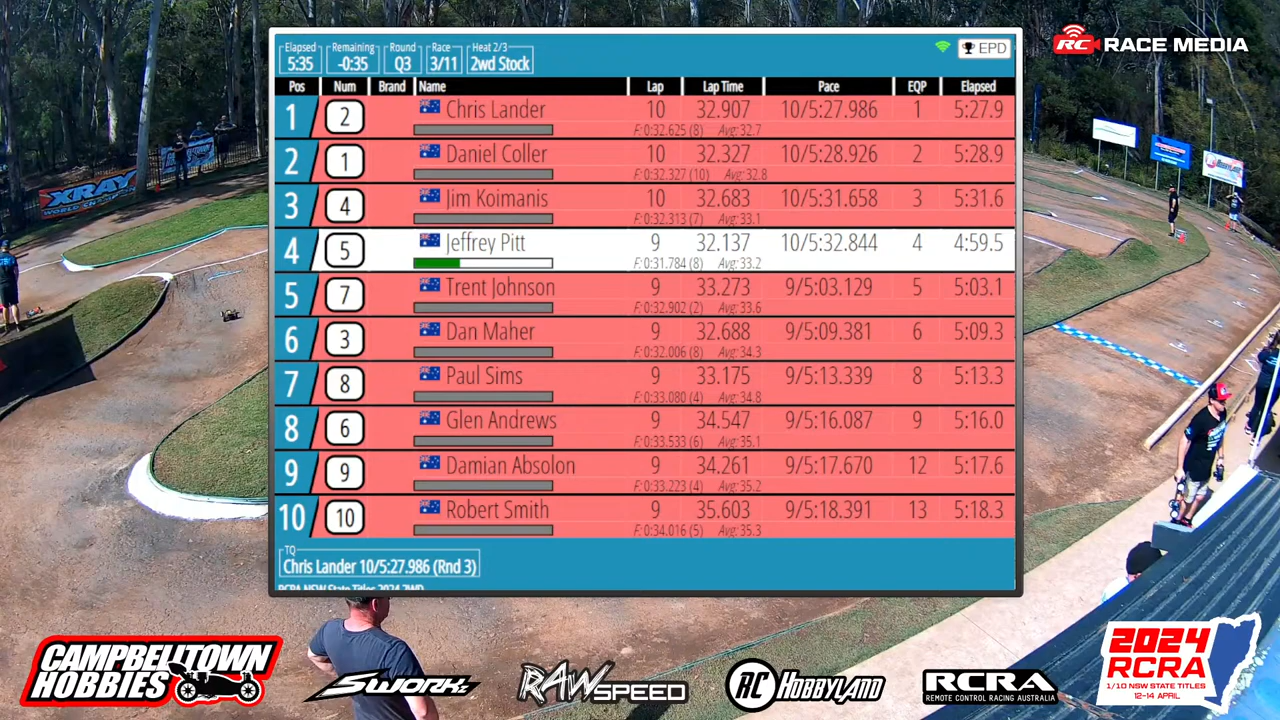 RC RACE MEDIA
Elapsed Remaining Round Race Heat 2/3
5:35 -0:35 Q3 3/11 2wd Stock
EPD
Pos Num Brand Name Lap Lap Time Pace EQP Elapsed
1 2 Chris Lander 10 32.907 10/5:27.986 1 5:27.9
F: 0:32.625 (8) Avg: 32.7
2 1 Daniel Coller 10 32.327 10/5:28.926 2 5:28.9
F: 0:32.327 (10) Avg: 32.8
3 4 Jim Koimanis 10 32.683 10/5:31.658 3 5:31.6
F: 0:32.313 (7) Avg: 33.1
4 5 Jeffrey Pitt 9 32.137 10/5:32.844 4 4:59.5
F: 0:31.784 (8) Avg: 33.2
5 7 Trent Johnson 9 33.273 9/5:03.129 5 5:03.1
F: 0:32.902 (2) Avg: 33.6
6 3 Dan Maher 9 32.688 9/5:09.381 6 5:09.3
F: 0:32.006 (8) Avg: 34.3
7 8 Paul Sims 9 33.175 9/5:13.339 8 5:13.3
F: 0:33.080 (4) Avg: 34.8
8 6 Glen Andrews 9 34.547 9/5:16.087 9 5:16.0
F: 0:33.533 (6) Avg: 35.1
9 9 Damian Absolon 9 34.261 9/5:17.670 12 5:17.6
F: 0:33.223 (4) Avg: 35.2
10 10 Robert Smith 9 35.603 9/5:18.391 13 5:18.3
F: 0:34.016 (5) Avg: 35.3
TQ
Chris Lander 10/5:27.986 (Rnd 3)
RCRA NSW State Titles 2024 2WD
XRAY
WORLD CHAMP
CAMPBELLTOWN
HOBBIES
SWORKz
RAW SPEED
RC HOBBYLAND
RCRA
REMOTE CONTROL RACING AUSTRALIA
2024
RCRA
1/10 NSW STATE TITLES
12-14 APRIL